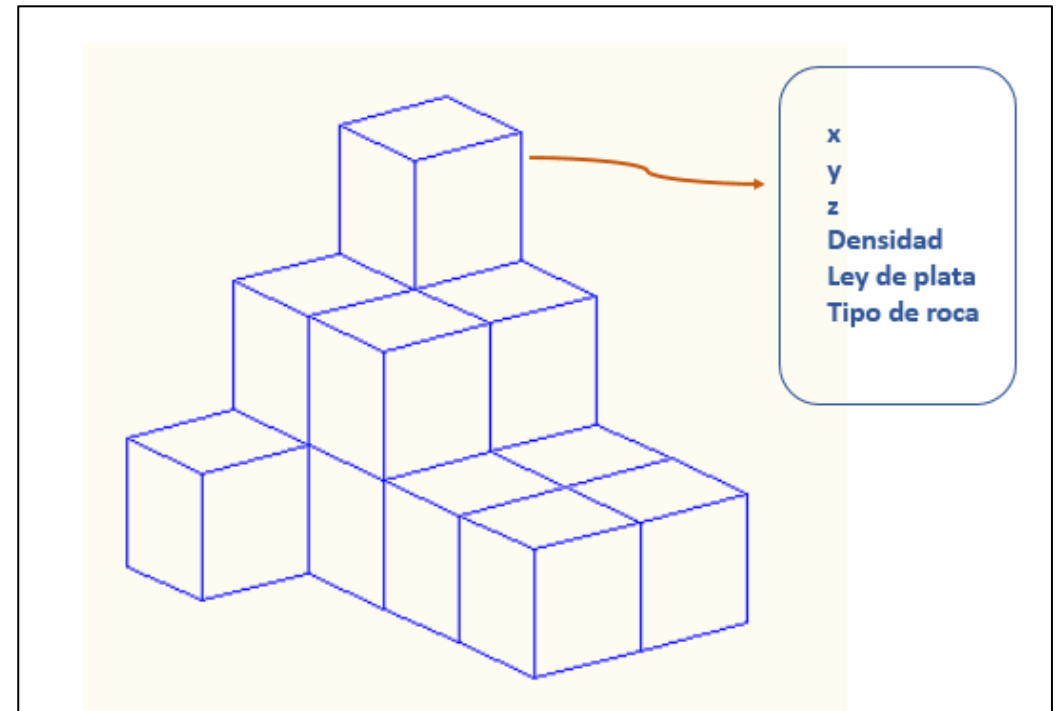 x
y
z
Densidad
Ley de plata
Tipo de roca